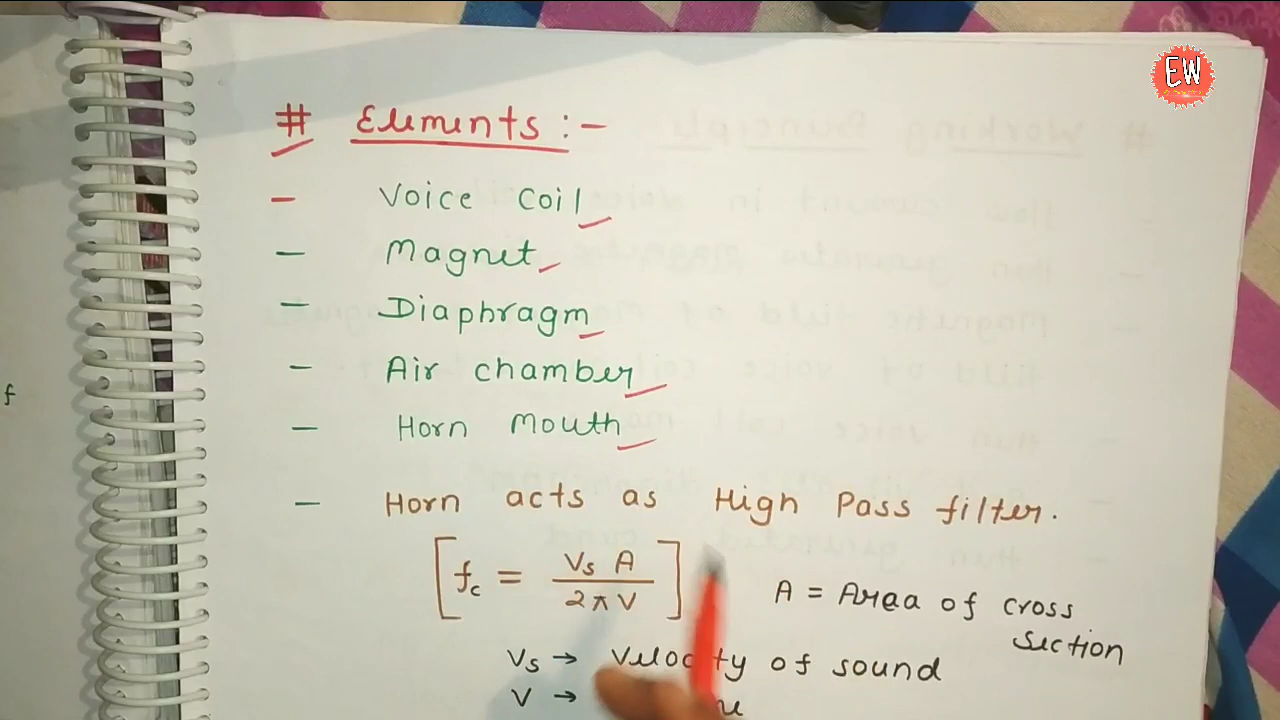 EW
# Elements :-
- Voice Coil
- Magnet
- Diaphragm
- Air chamber
- Horn Mouth
- Horn acts as High Pass filter.
[fc = Vs A / 2πV]
A = Area of cross
section
Vs → Velocity of sound
V →
f